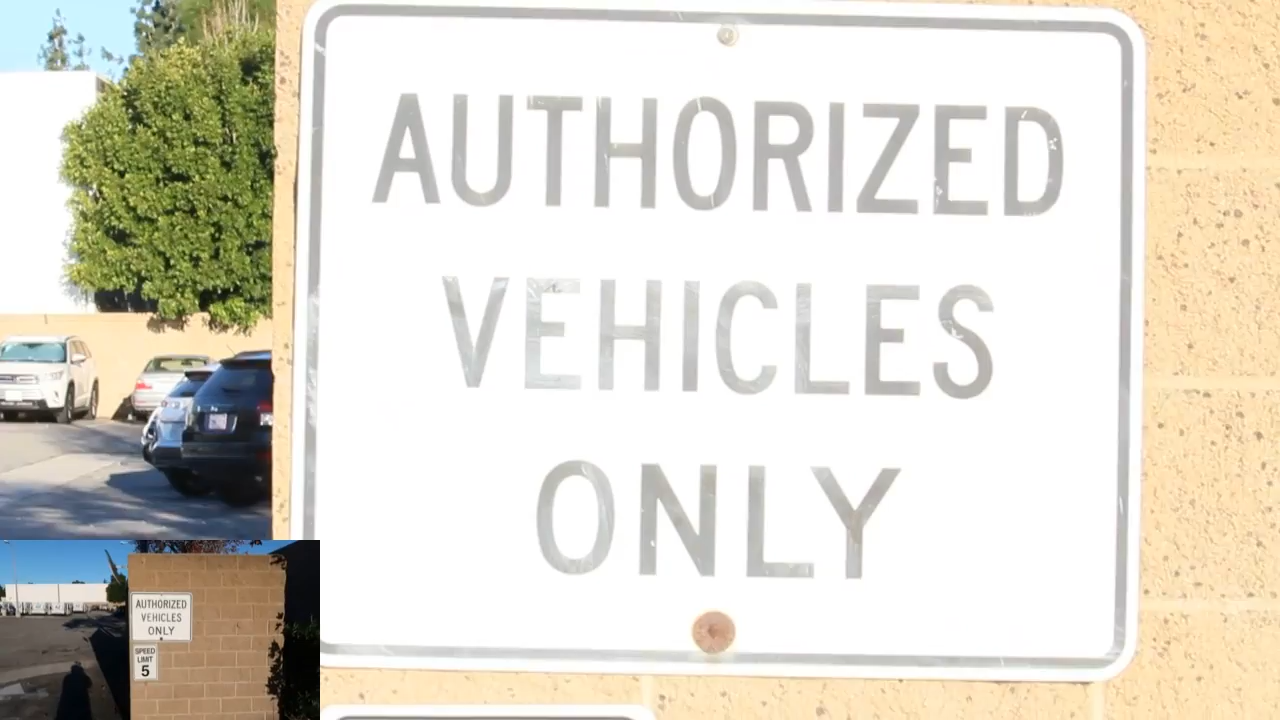 AUTHORIZED
VEHICLES
ONLY
AUTHORIZED
VEHICLES
ONLY
SPEED
LIMIT
5